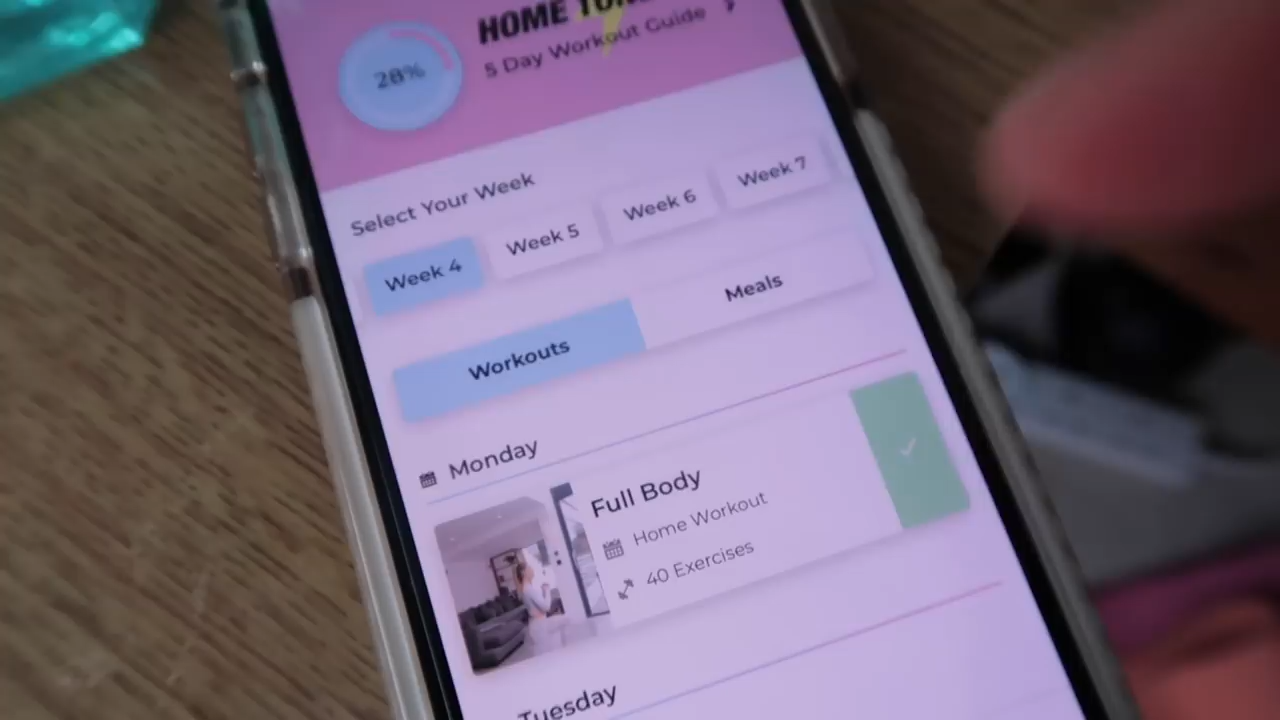 HOME
28%
5 Day Workout Guide
Select Your Week
Week 4
Week 5
Week 6
Week 7
Workouts
Meals
Monday
Full Body
Home Workout
40 Exercises
Tuesday